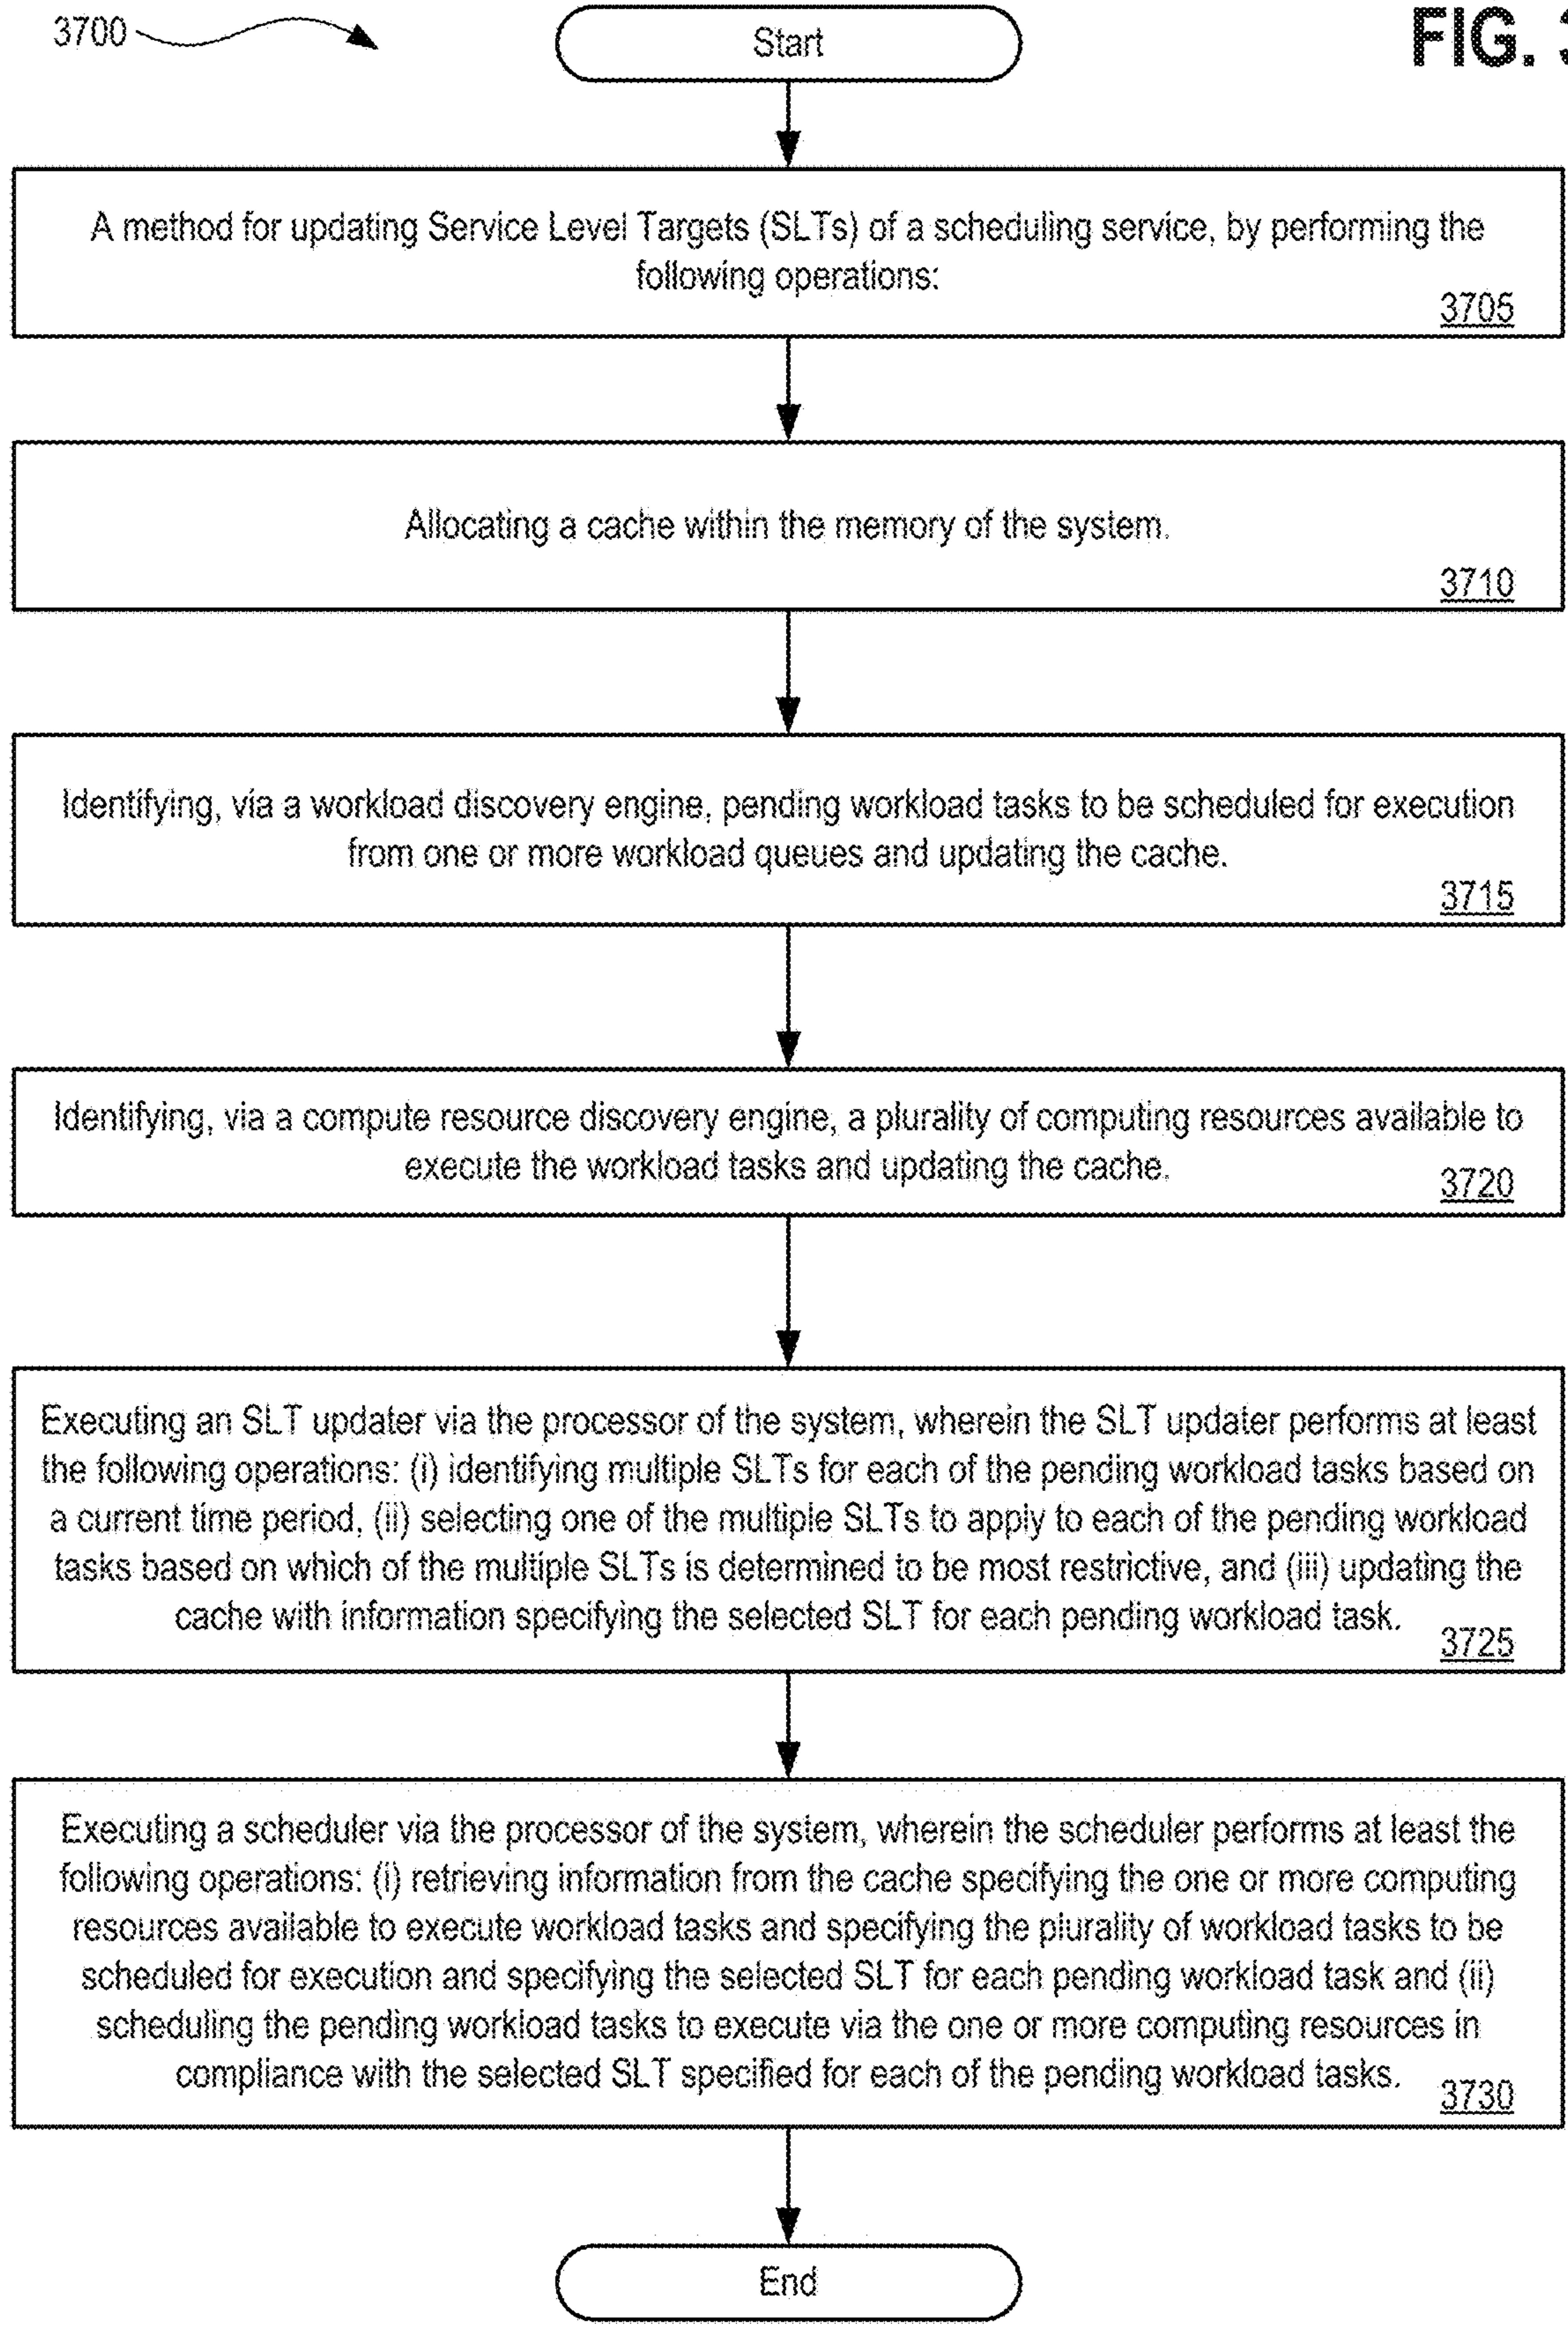 3700
Start
FIG.
A method for updating Service Level Targets (SLTs) of a scheduling service, by performing the
following operations:
3705
Allocating a cache within the memory of the system.
3710
Identifying, via a workload discovery engine, pending workload tasks to be scheduled for execution
from one or more workload queues and updating the cache.
3715
Identifying, via a compute resource discovery engine, a plurality of computing resources available to
execute the workload tasks and updating the cache.
3720
Executing an SLT updater via the processor of the system, wherein the SLT updater performs at least
the following operations: (i) identifying multiple SLTs for each of the pending workload tasks based on
a current time period, (ii) selecting one of the multiple SLTs to apply to each of the pending workload
tasks based on which of the multiple SLTs is determined to be most restrictive, and (iii) updating the
cache with information specifying the selected SLT for each pending workload task.
3725
Executing a scheduler via the processor of the system, wherein the scheduler performs at least the
following operations: (i) retrieving information from the cache specifying the one or more computing
resources available to execute workload tasks and specifying the plurality of workload tasks to be
scheduled for execution and specifying the selected SLT for each pending workload task and (ii)
scheduling the pending workload tasks to execute via the one or more computing resources in
compliance with the selected SLT specified for each of the pending workload tasks.
3730
End